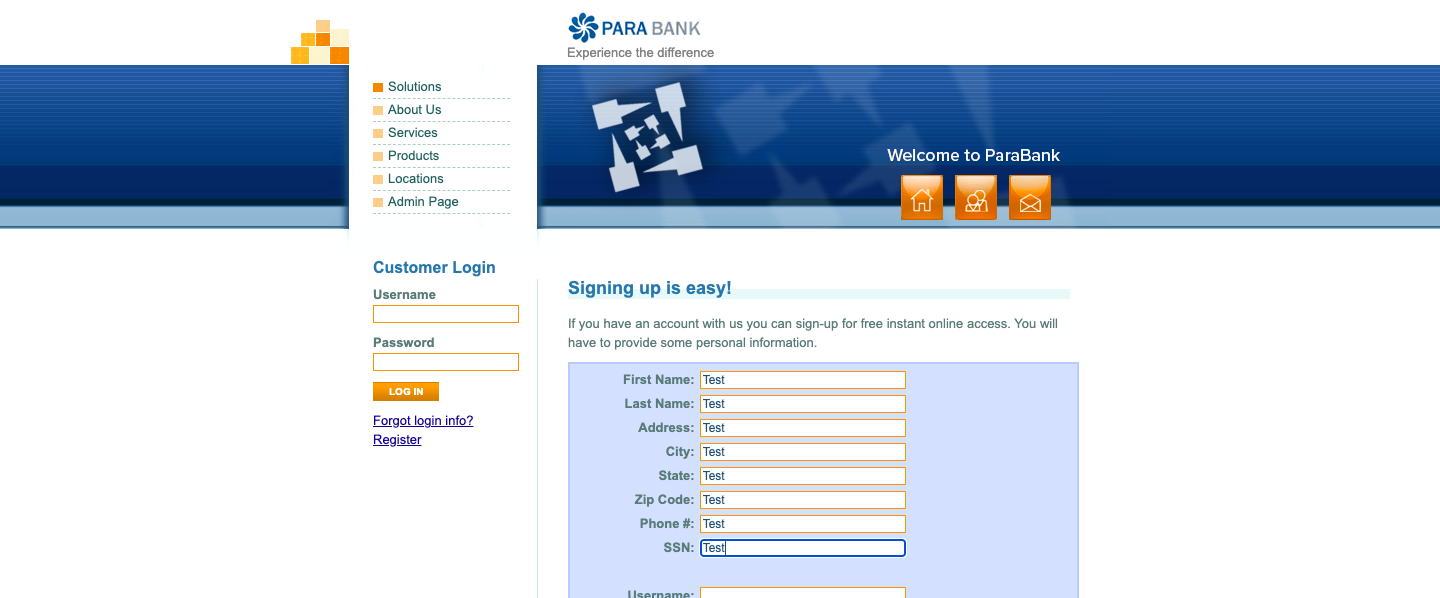 PARA BANK
Experience the difference
Solutions
About Us
Services
Products
Locations
Admin Page
Welcome to ParaBank
Customer Login
Username
Password
LOG IN
Forgot login info?
Register
Signing up is easy!
If you have an account with us you can sign-up for free instant online access. You will
have to provide some personal information.
First Name: Test
Last Name: Test
Address: Test
City: Test
State: Test
Zip Code: Test
Phone #: Test
SSN: Test
Username: